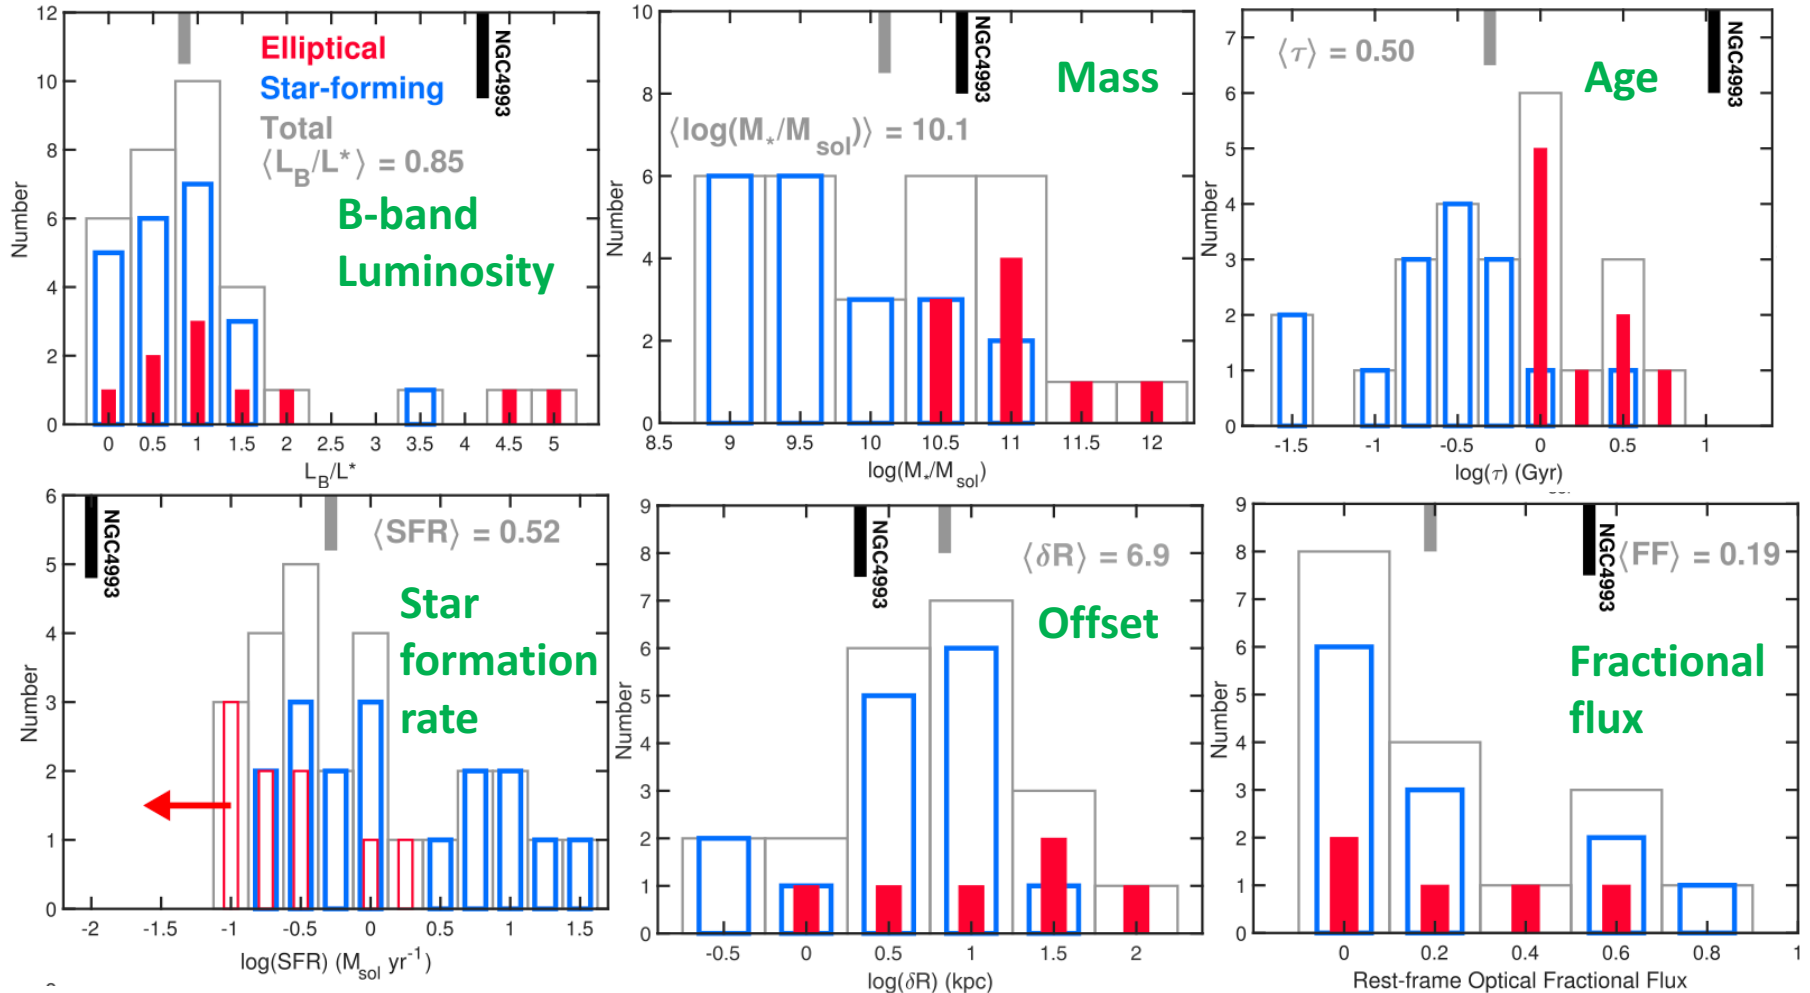 12
10
8
6
4
2
0
Number
0 0.5 1 1.5 2 2.5 3 3.5 4 4.5 5
L_B/L*
Elliptical
Star-forming
Total
⟨L_B/L*⟩ = 0.85
NGC4993
B-band
Luminosity
10
8
6
4
2
0
Number
8.5 9 9.5 10 10.5 11 11.5 12
log(M_*/M_sol)
⟨log(M_*/M_sol)⟩ = 10.1
NGC4993
Mass
7
6
5
4
3
2
1
0
Number
-1.5 -1 -0.5 0 0.5 1
log(τ) (Gyr)
⟨τ⟩ = 0.50
NGC4993
Age
6
5
4
3
2
1
0
Number
-2 -1.5 -1 -0.5 0 0.5 1 1.5
log(SFR) (M_sol yr^-1)
NGC4993
⟨SFR⟩ = 0.52
Star
formation
rate
9
8
7
6
5
4
3
2
1
0
Number
-0.5 0 0.5 1 1.5 2
log(δR) (kpc)
NGC4993
⟨δR⟩ = 6.9
Offset
9
8
7
6
5
4
3
2
1
0
Number
0 0.2 0.4 0.6 0.8 1
Rest-frame Optical Fractional Flux
NGC4993
⟨FF⟩ = 0.19
Fractional
flux